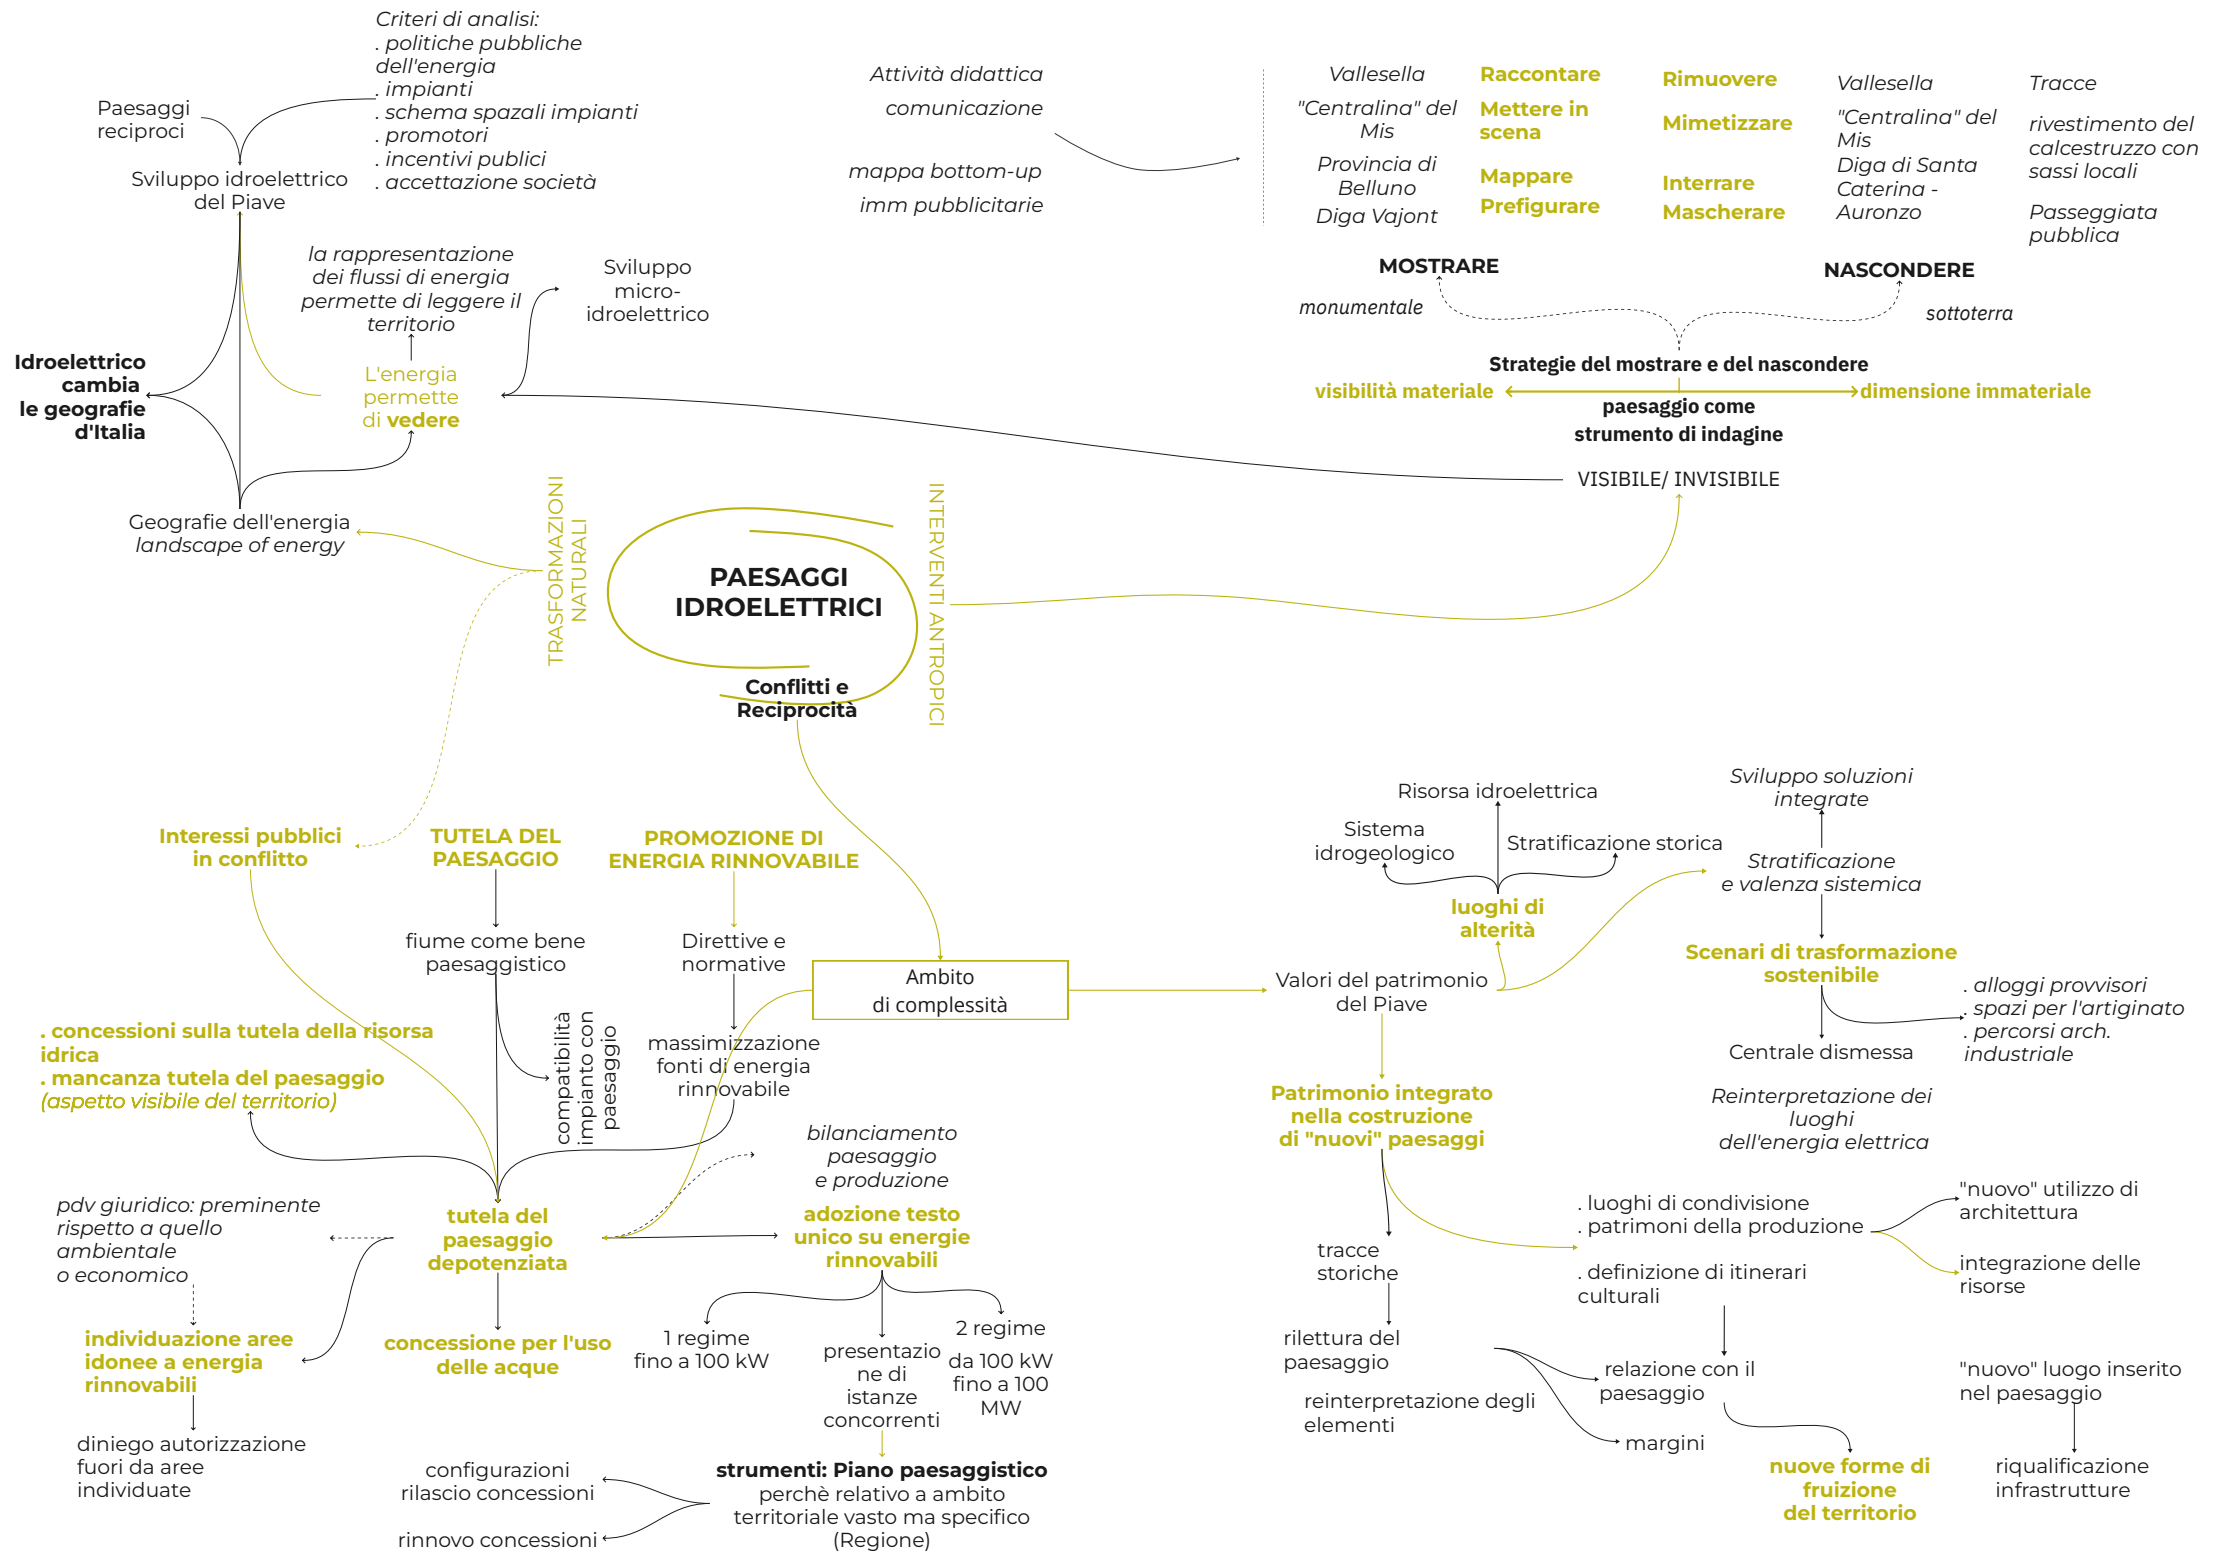 Criteri di analisi:
. politiche pubbliche
dell'energia
. impianti
. schema spazali impianti
. promotori
. incentivi publici
. accettazione società
Paesaggi
reciproci
Sviluppo idroelettrico
del Piave
la rappresentazione
dei flussi di energia
permette di leggere il
territorio
Sviluppo
micro-
idroelettrico
Idroelettrico
cambia
le geografie
d'Italia
L'energia
permette
di vedere
Geografie dell'energia
landscape of energy
Attività didattica
comunicazione
mappa bottom-up
imm pubblicitarie
Vallesella
"Centralina" del
Mis
Provincia di
Belluno
Diga Vajont
Raccontare
Mettere in
scena
Mappare
Prefigurare
Rimuovere
Mimetizzare
Interrare
Mascherare
Vallesella
"Centralina" del
Mis
Diga di Santa
Caterina -
Auronzo
Tracce
rivestimento del
calcestruzzo con
sassi locali
Passeggiata
pubblica
MOSTRARE
NASCONDERE
monumentale
sottoterra
Strategie del mostrare e del nascondere
visibilità materiale
dimensione immateriale
paesaggio come
strumento di indagine
VISIBILE/ INVISIBILE
TRASFORMAZIONI
NATURALI
PAESAGGI
IDROELETTRICI
INTERVENTI ANTROPICI
Conflitti e
Reciprocità
Interessi pubblici
in conflitto
TUTELA DEL
PAESAGGIO
PROMOZIONE DI
ENERGIA RINNOVABILE
fiume come bene
paesaggistico
Direttive e
normative
Ambito
di complessità
. concessioni sulla tutela della risorsa
idrica
. mancanza tutela del paesaggio
(aspetto visibile del territorio)
compatibilità
impianto con
paesaggio
massimizzazione
fonti di energia
rinnovabile
bilanciamento
paesaggio
e produzione
pdv giuridico: preminente
rispetto a quello
ambientale
o economico
tutela del
paesaggio
depotenziata
adozione testo
unico su energie
rinnovabili
individuazione aree
idonee a energia
rinnovabili
concessione per l'uso
delle acque
1 regime
fino a 100 kW
presentazio
ne di
istanze
concorrenti
2 regime
da 100 kW
fino a 100
MW
diniego autorizzazione
fuori da aree
individuate
configurazioni
rilascio concessioni
rinnovo concessioni
strumenti: Piano paesaggistico
perchè relativo a ambito
territoriale vasto ma specifico
(Regione)
Risorsa idroelettrica
Sistema
idrogeologico
Stratificazione storica
luoghi di
alterità
Valori del patrimonio
del Piave
Sviluppo soluzioni
integrate
Stratificazione
e valenza sistemica
Scenari di trasformazione
sostenibile
. alloggi provvisori
. spazi per l'artiginato
. percorsi arch.
industriale
Centrale dismessa
Reinterpretazione dei
luoghi
dell'energia elettrica
Patrimonio integrato
nella costruzione
di "nuovi" paesaggi
. luoghi di condivisione
. patrimoni della produzione
. definizione di itinerari
culturali
"nuovo" utilizo di
architettura
integrazione delle
risorse
tracce
storiche
rilettura del
paesaggio
reinterpretazione degli
elementi
relazione con il
paesaggio
margini
"nuovo" luogo inserito
nel paesaggio
nuove forme di
fruizione
del territorio
riqualificazione
infrastrutture